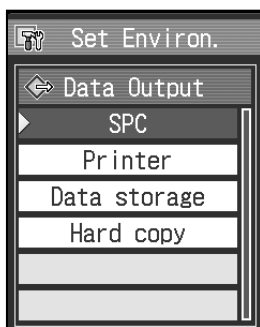 Set Environ.
Data Output
SPC
Printer
Data storage
Hard copy